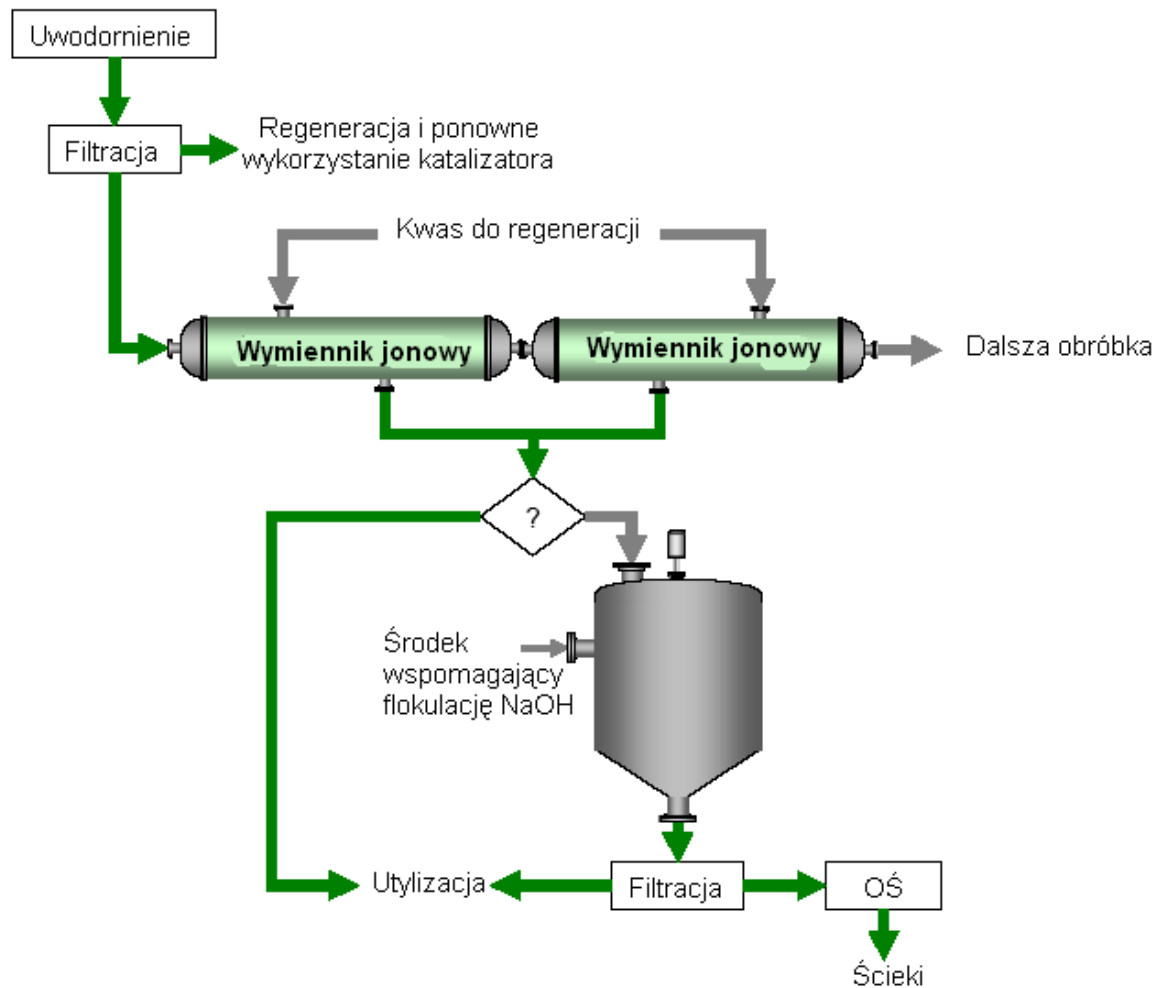 Uwodornienie
Filtracja
Regeneracja i ponowne
wykorzystanie katalizatora
Kwas do regeneracji
Wymiennik jonowy
Wymiennik jonowy
Dalsza obróbka
?
Środek
wspomagający
flokulację NaOH
Utylizacja
Filtracja
OŚ
Ścieki